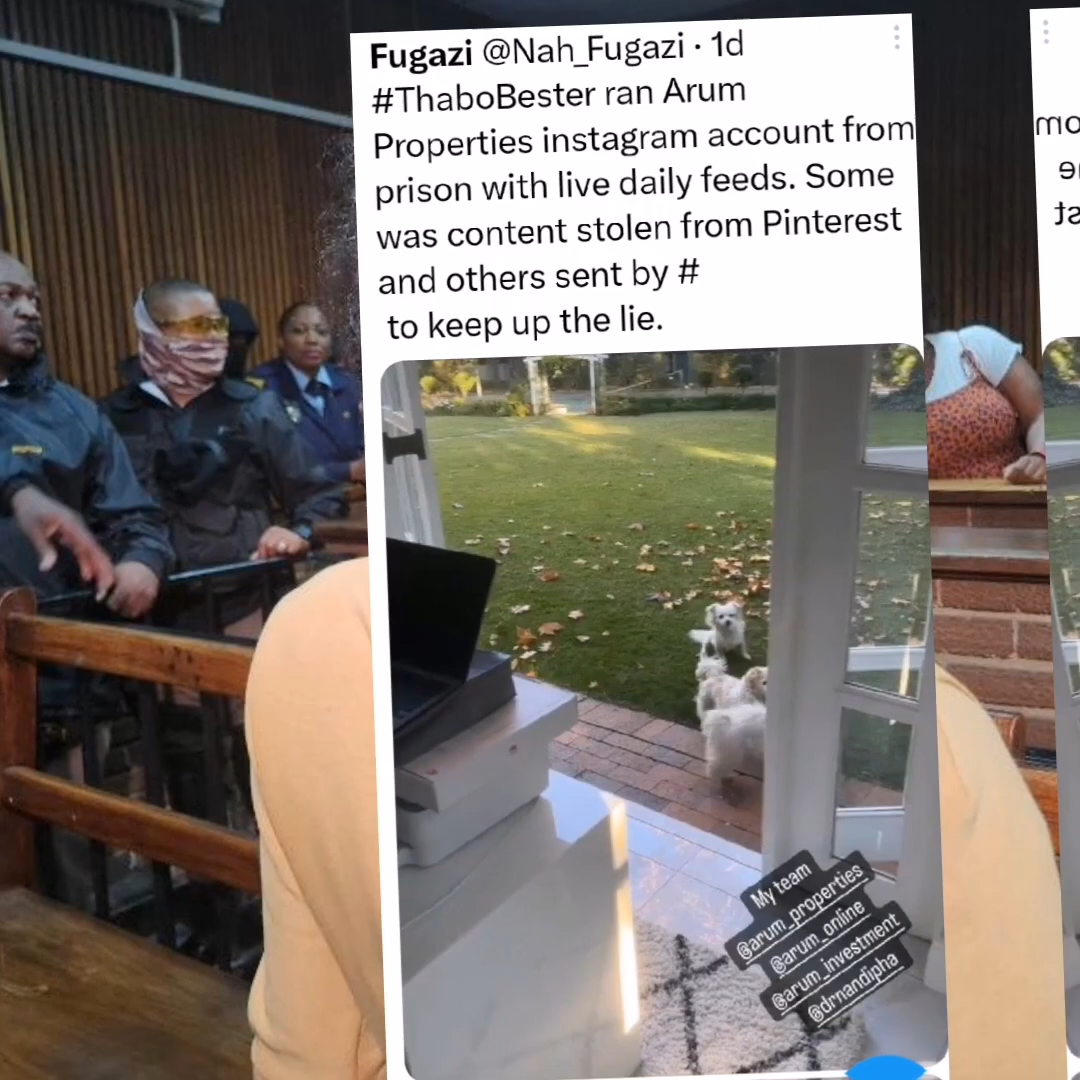 Fugazi @Nah_Fugazi · 1d
#ThaboBester ran Arum
Properties instagram account from
prison with live daily feeds. Some
was content stolen from Pinterest
and others sent by #
to keep up the lie.
My team
@arum_properties
@arum_online
@arum_investment
@drnandipha